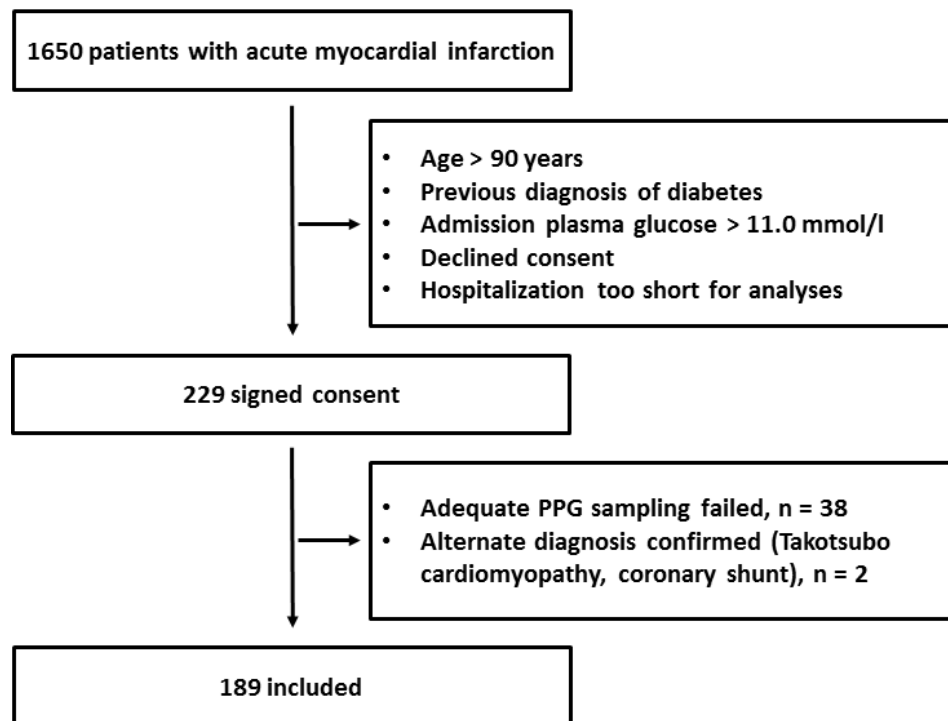 1650 patients with acute myocardial infarction
• Age > 90 years
• Previous diagnosis of diabetes
• Admission plasma glucose > 11.0 mmol/l
• Declined consent
• Hospitalization too short for analyses
229 signed consent
• Adequate PPG sampling failed, n = 38
• Alternate diagnosis confirmed (Takotsubo
cardiomyopathy, coronary shunt), n = 2
189 included